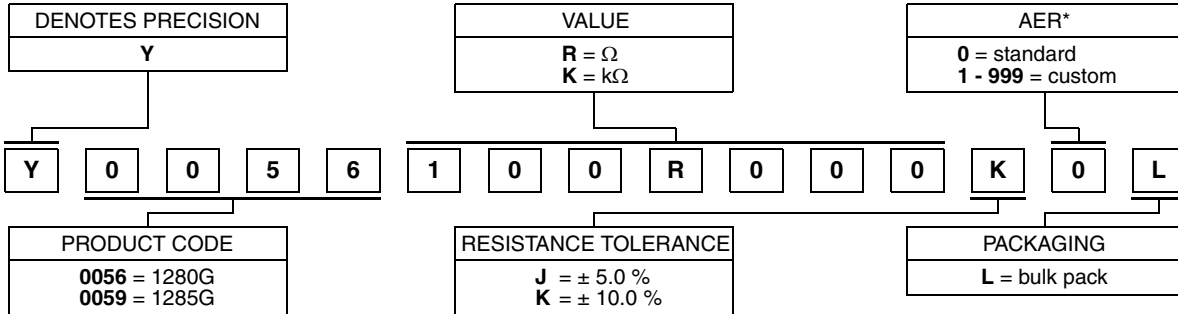 DENOTES PRECISION
Y
VALUE
R = Ω
K = kΩ
AER*
0 = standard
1 - 999 = custom
Y 0 0 5 6 1 0 0 R 0 0 0 K 0 L
PRODUCT CODE
0056 = 1280G
0059 = 1285G
RESISTANCE TOLERANCE
J = ± 5.0 %
K = ± 10.0 %
PACKAGING
L = bulk pack